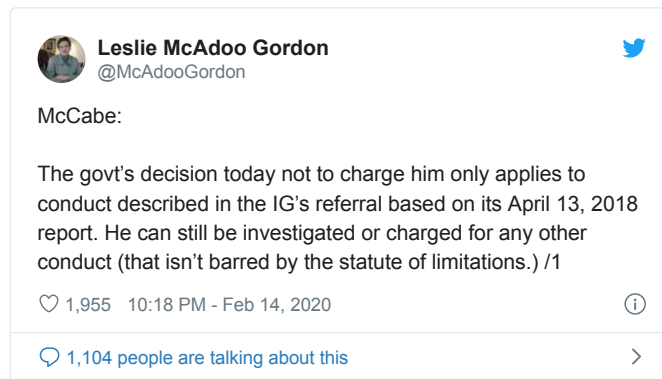 Leslie McAdoo Gordon
@McAdooGordon
McCabe:
The govt’s decision today not to charge him only applies to
conduct described in the IG’s referral based on its April 13, 2018
report. He can still be investigated or charged for any other
conduct (that isn’t barred by the statute of limitations.) /1
1,955 10:18 PM - Feb 14, 2020
1,104 people are talking about this